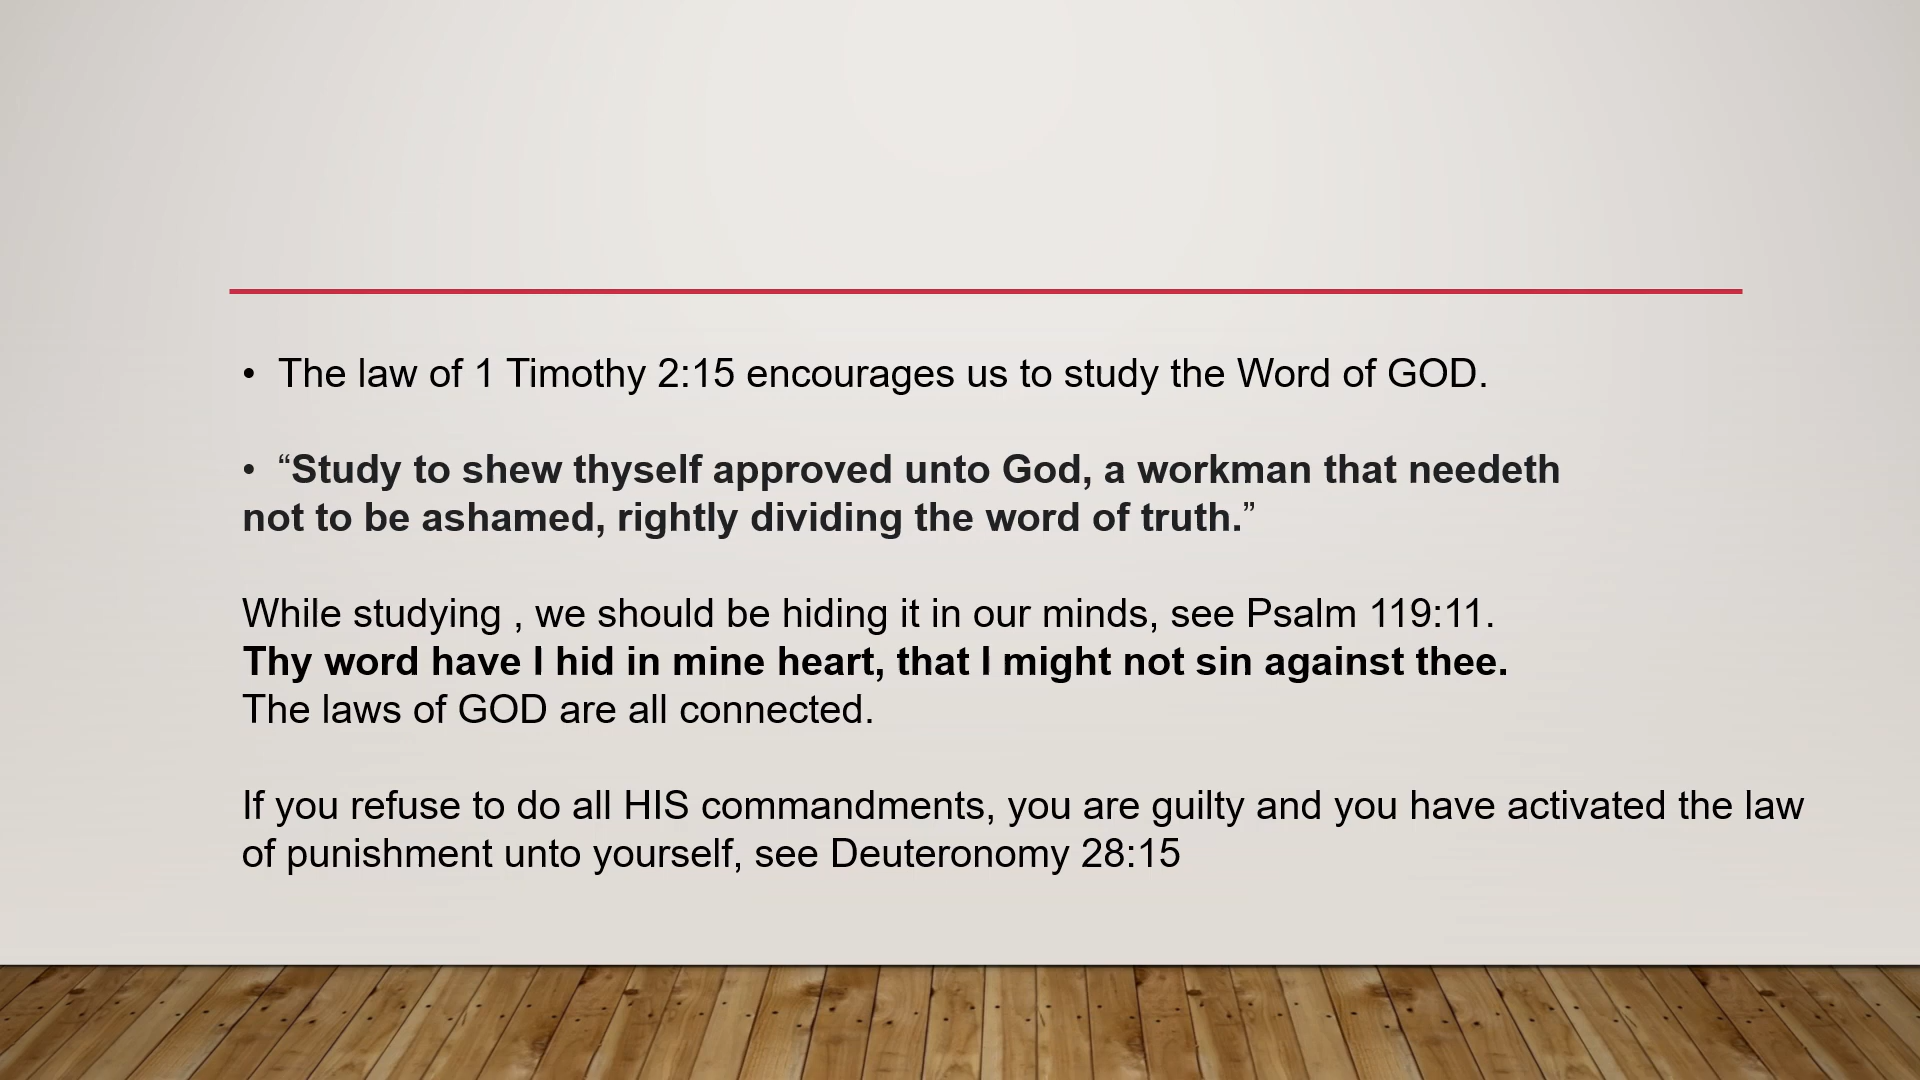 • The law of 1 Timothy 2:15 encourages us to study the Word of GOD.
• “Study to shew thyself approved unto God, a workman that needeth
not to be ashamed, rightly dividing the word of truth.”
While studying , we should be hiding it in our minds, see Psalm 119:11.
Thy word have I hid in mine heart, that I might not sin against thee.
The laws of GOD are all connected.
If you refuse to do all HIS commandments, you are guilty and you have activated the law
of punishment unto yourself, see Deuteronomy 28:15